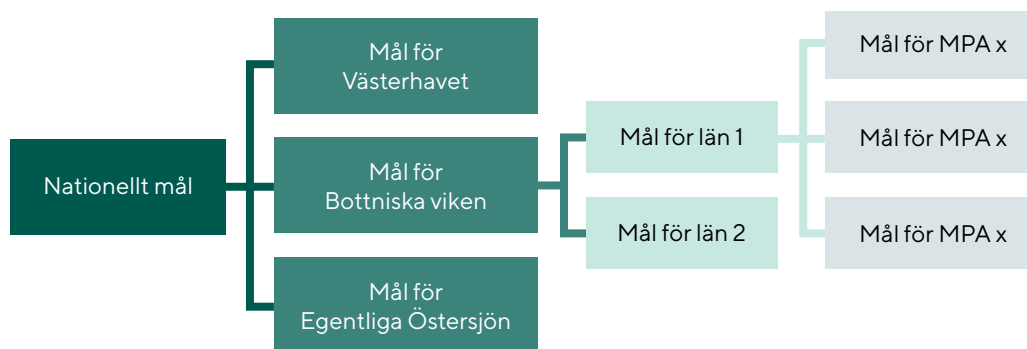 Nationellt mål
Mål för
Västerhavet
Mål för
Bottniska viken
Mål för
Egentliga Östersjön
Mål för län 1
Mål för län 2
Mål för MPA x
Mål för MPA x
Mål för MPA x